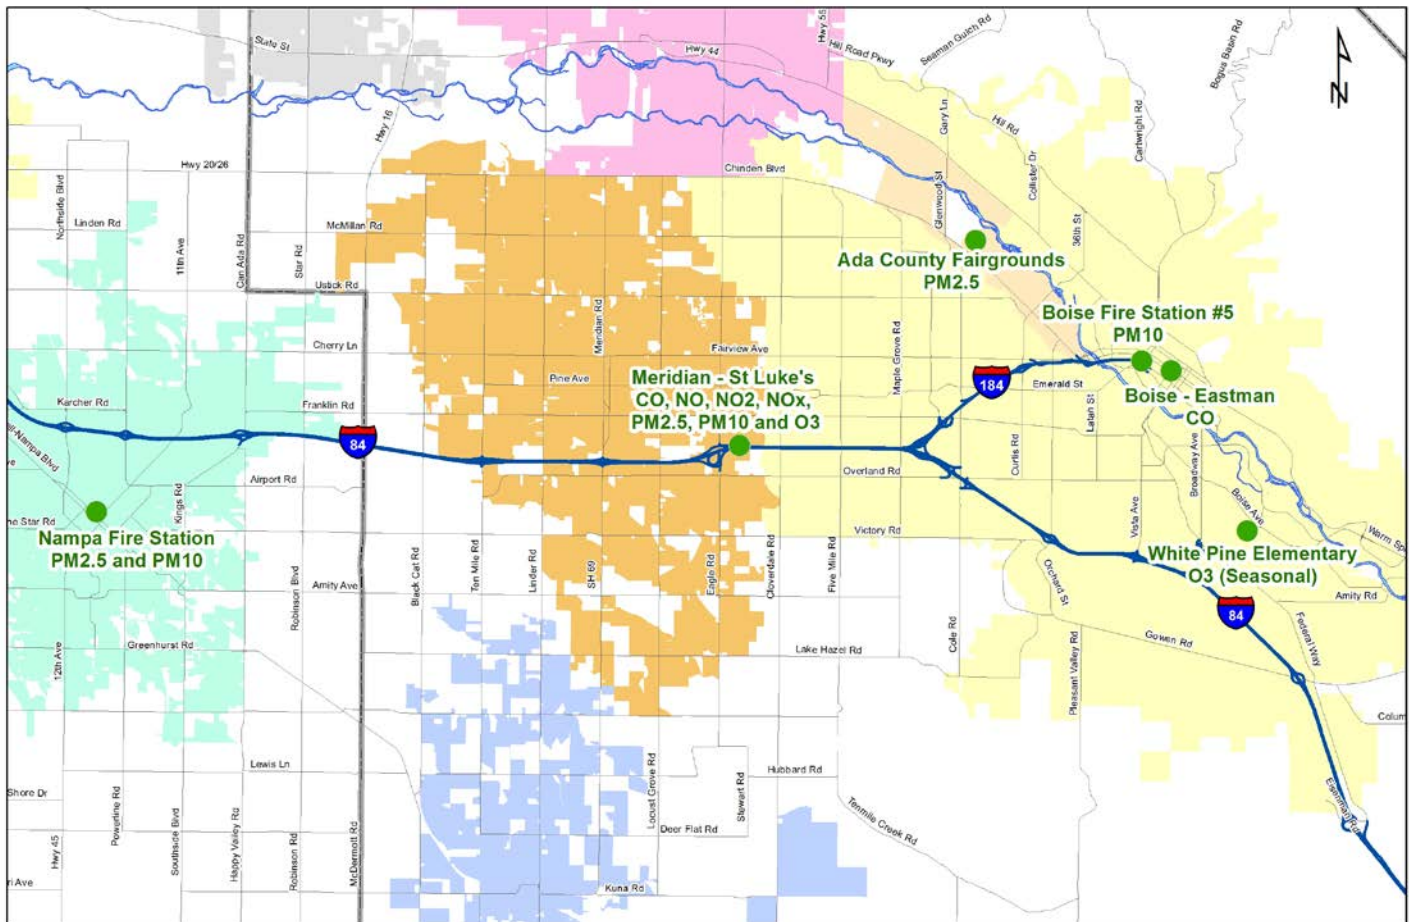 State St
Hwy 44
Hwy 55
Hill Road Pkwy
Seaman Gulch Rd
Bogus Basin Rd
N
Hwy 16
Gary Ln
Hill Rd
Cartwright Rd
Collister Dr
Hwy 20/26
Chinden Blvd
Northside Blvd
Linden Rd
11th Ave
Can Ada Rd
Star Rd
McMillan Rd
Glenwood St
36th St
Ada County Fairgrounds
PM2.5
Ustick Rd
Meridian Rd
Boise Fire Station #5
PM10
Cherry Ln
Fairview Ave
Maple Grove Rd
Pine Ave
Meridian - St Luke's
CO, NO, NO2, NOx,
PM2.5, PM10 and O3
184
Emerald St
Latah St
Boise - Eastman
CO
Karcher Rd
Franklin Rd
84
-Nampa Blvd
Airport Rd
Overland Rd
Curtis Rd
Broadway Ave
Kings Rd
Star Rd
Nampa Fire Station
PM2.5 and PM10
Victory Rd
Vista Ave
Boise Ave
Warm Sp
White Pine Elementary
O3 (Seasonal)
Robinson Blvd
Amity Ave
Black Cat Rd
Ten Mile Rd
Linder Rd
SH 69
Eagle Rd
Cloverdale Rd
Five Mile Rd
Orchard St
84
Amity Rd
12th Ave
Greenhurst Rd
Lake Hazel Rd
Cole Rd
Pleasant Valley Rd
Gowen Rd
Federal Way
Colum
Lewis Ln
Hubbard Rd
Shore Dr
Powerline Rd
Southside Blvd
Happy Valley Rd
Robinson Rd
McDermott Rd
Locust Grove Rd
Stewart Rd
Deer Flat Rd
Tenmile Creek Rd
Eisenman Rd
Hwy 45
Kuna Rd
ri Ave